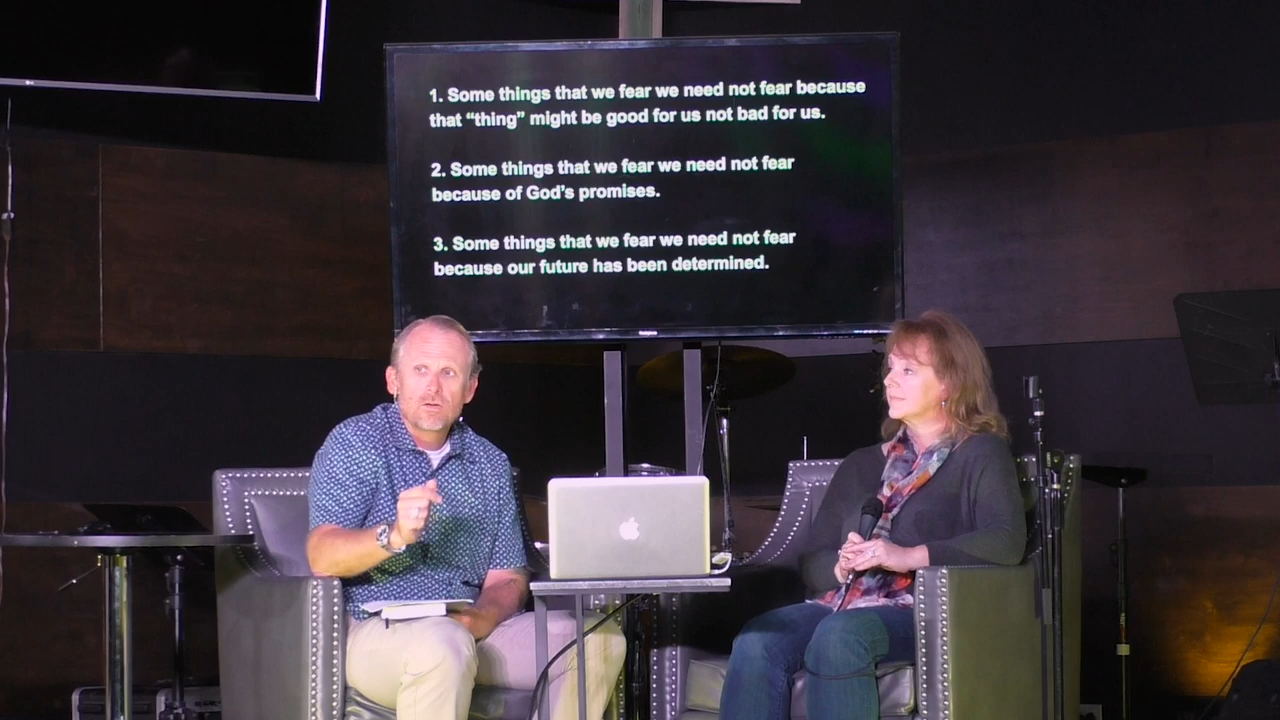 1. Some things that we fear we need not fear because
that “thing” might be good for us not bad for us.
2. Some things that we fear we need not fear
because of God’s promises.
3. Some things that we fear we need not fear
because our future has been determined.